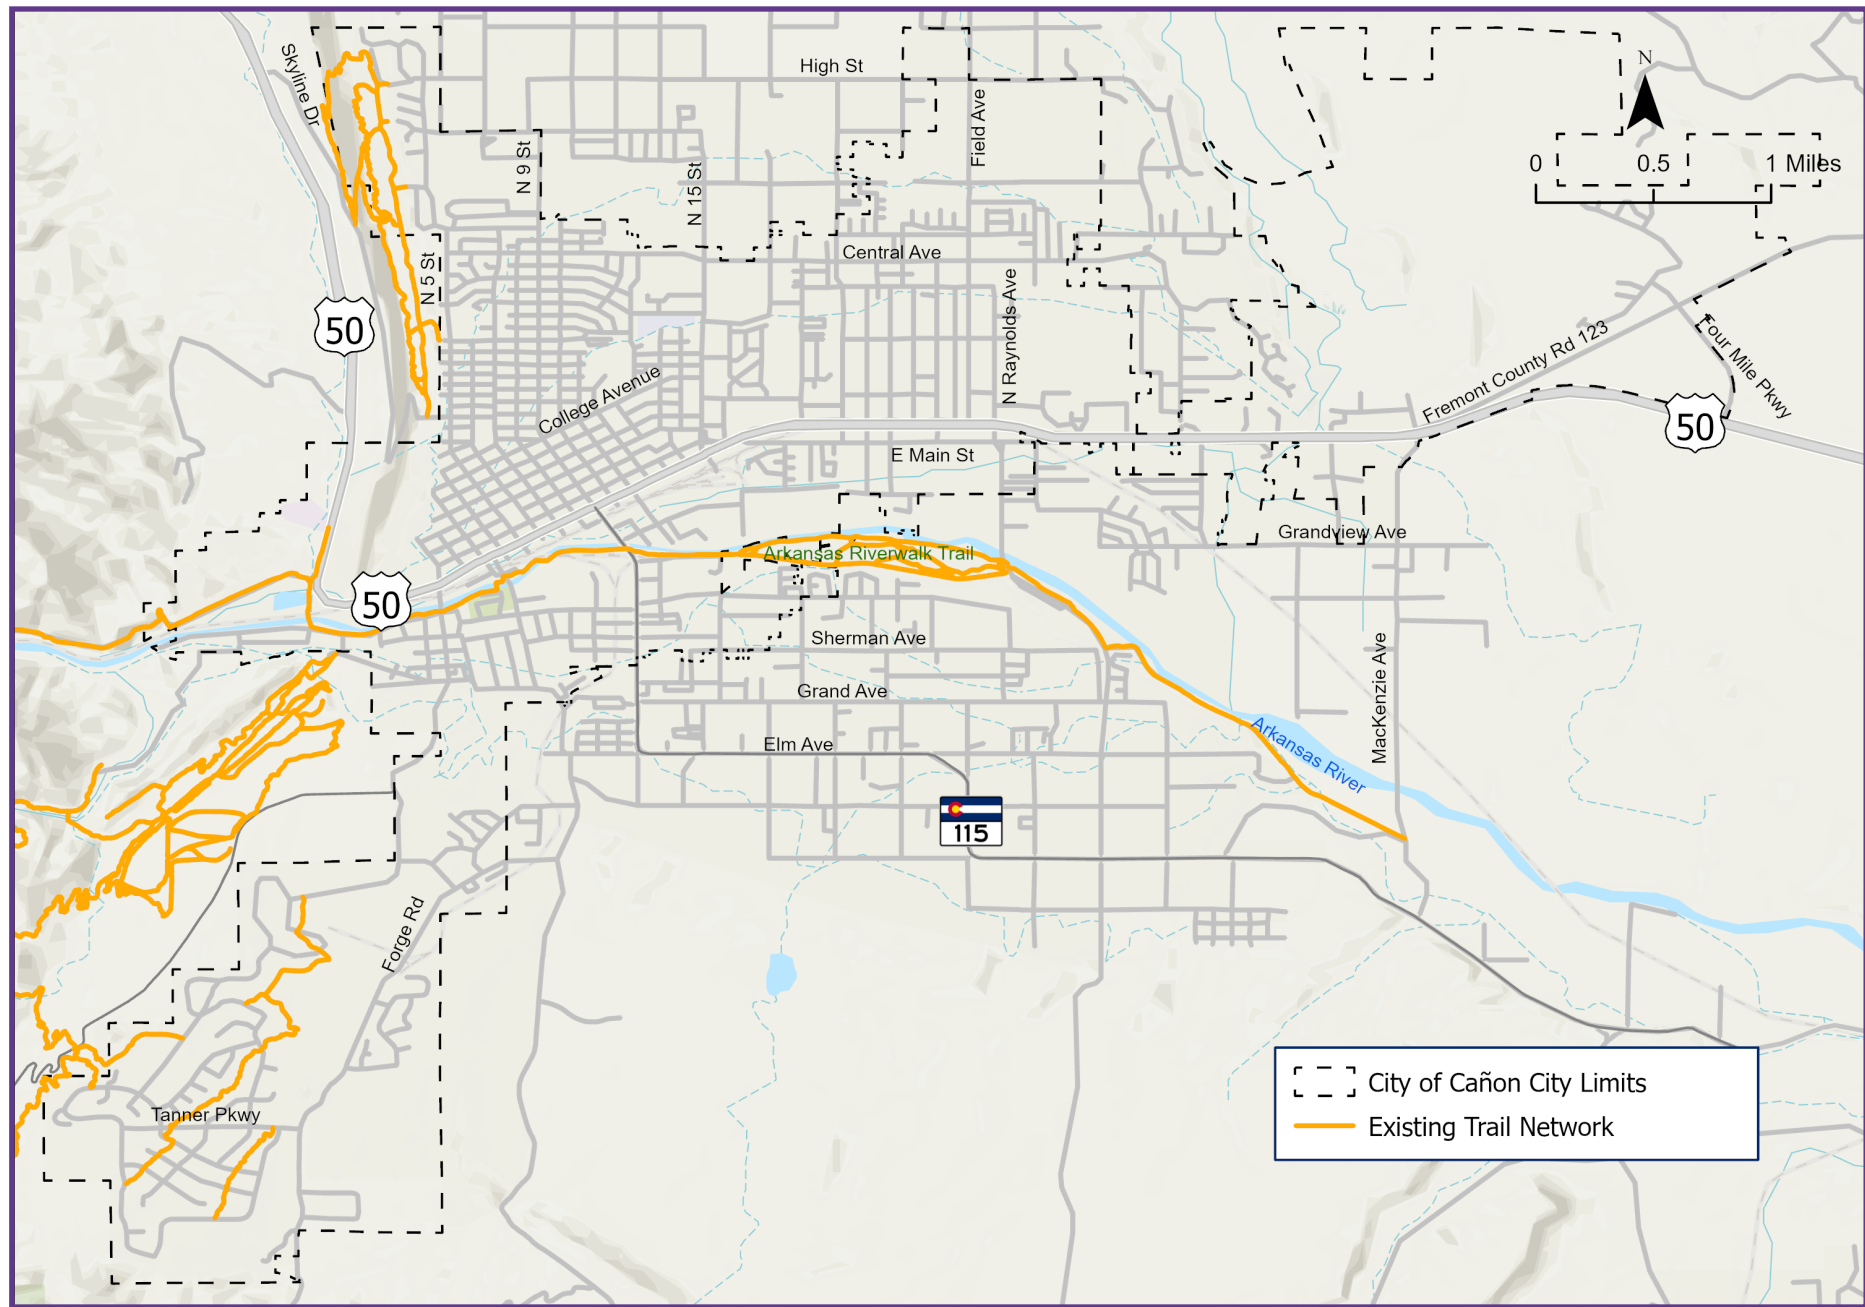 High St
Skyline Dr
N
Field Ave
0
0.5
1 Miles
N 9 St
N 15 St
Central Ave
N 5 St
50
N Raynolds Ave
Fremont County Rd 123
Four Mile Pkwy
College Avenue
50
E Main St
Grandview Ave
Arkansas Riverwalk Trail
50
Sherman Ave
MacKenzie Ave
Grand Ave
Elm Ave
Arkansas River
115
Forge Rd
City of Cañon City Limits
Existing Trail Network
Tanner Pkwy